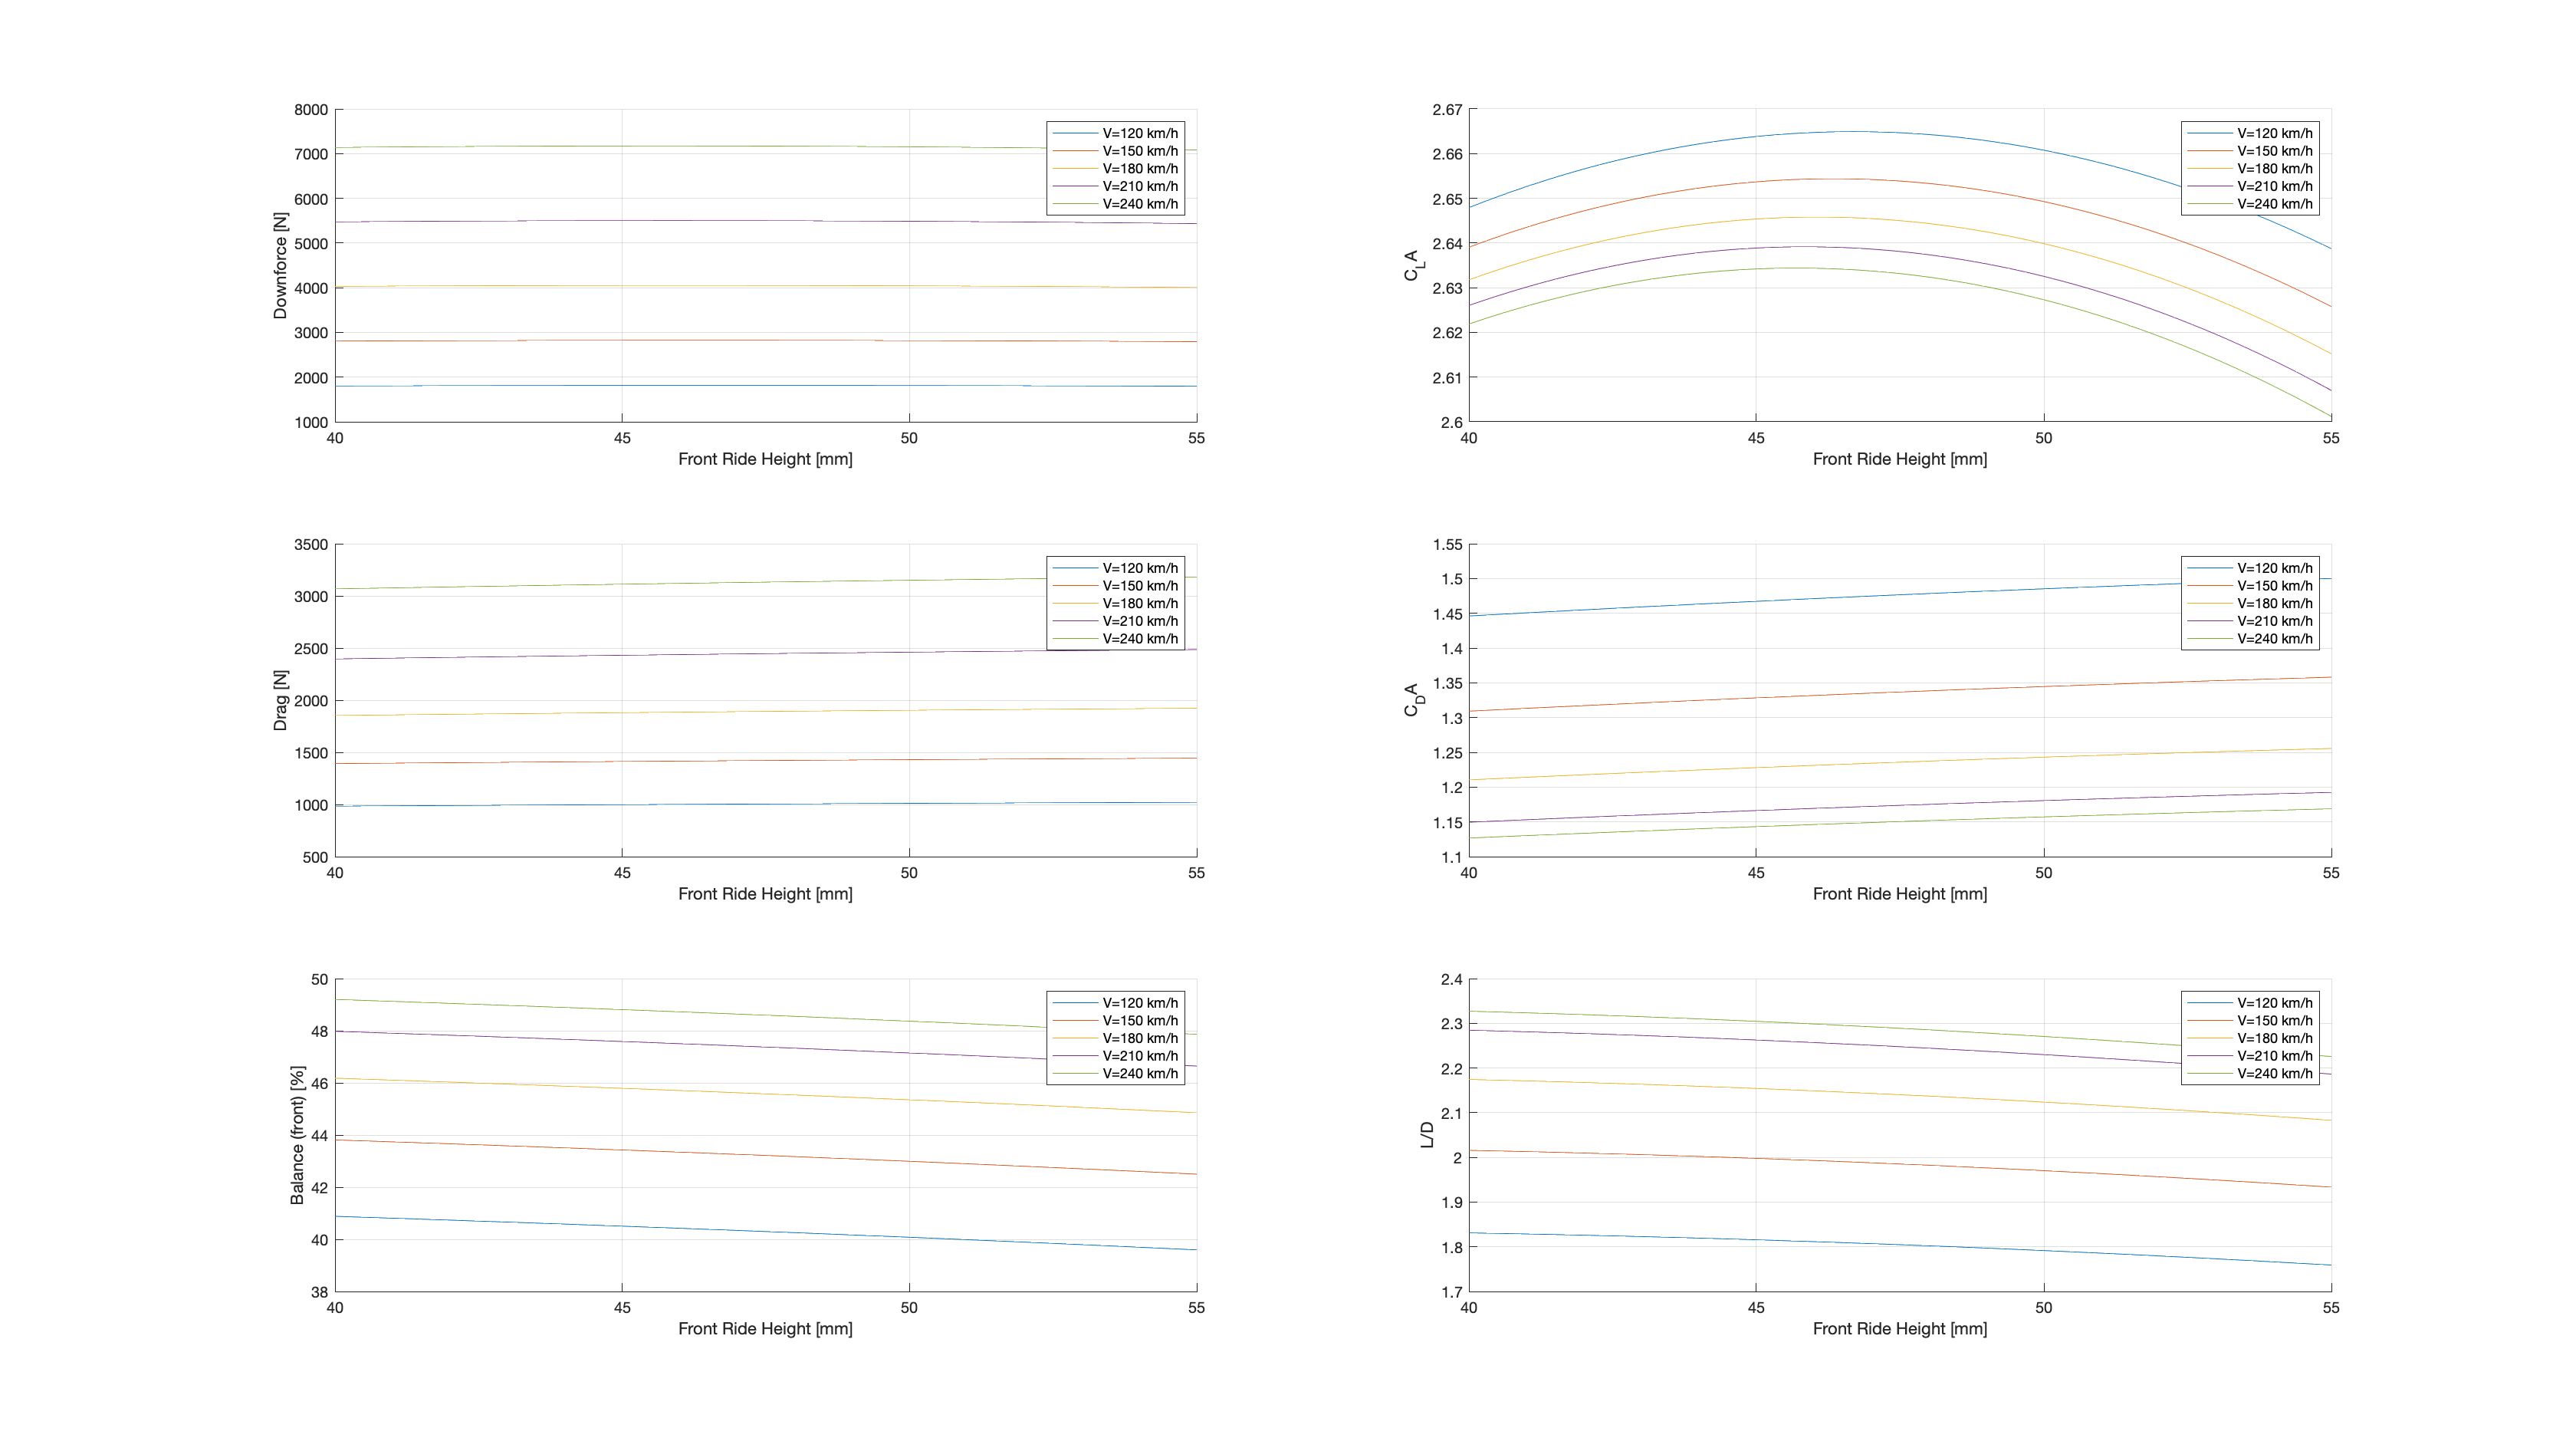 8000
7000
6000
5000
4000
3000
2000
1000
Downforce [N]
40 45 50 55
Front Ride Height [mm]
V=120 km/h
V=150 km/h
V=180 km/h
V=210 km/h
V=240 km/h
2.67
2.66
2.65
2.64
2.63
2.62
2.61
2.6
C_L A
40 45 50 55
Front Ride Height [mm]
V=120 km/h
V=150 km/h
V=180 km/h
V=210 km/h
V=240 km/h
3500
3000
2500
2000
1500
1000
500
Drag [N]
40 45 50 55
Front Ride Height [mm]
V=120 km/h
V=150 km/h
V=180 km/h
V=210 km/h
V=240 km/h
1.55
1.5
1.45
1.4
1.35
1.3
1.25
1.2
1.15
1.1
C_D A
40 45 50 55
Front Ride Height [mm]
V=120 km/h
V=150 km/h
V=180 km/h
V=210 km/h
V=240 km/h
50
48
46
44
42
40
38
Balance (front) [%]
40 45 50 55
Front Ride Height [mm]
V=120 km/h
V=150 km/h
V=180 km/h
V=210 km/h
V=240 km/h
2.4
2.3
2.2
2.1
2
1.9
1.8
1.7
L/D
40 45 50 55
Front Ride Height [mm]
V=120 km/h
V=150 km/h
V=180 km/h
V=210 km/h
V=240 km/h